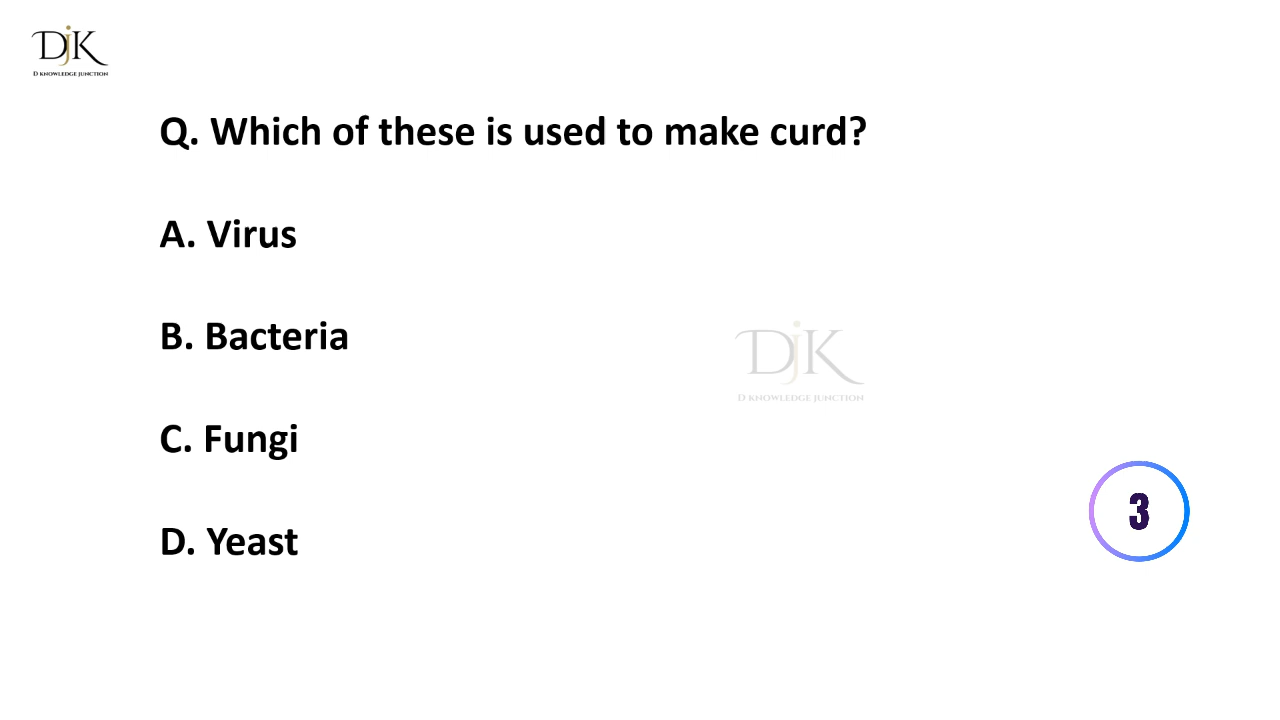 DjK
D KNOWLEDGE JUNCTION
Q. Which of these is used to make curd?
A. Virus
B. Bacteria
DjK
D KNOWLEDGE JUNCTION
C. Fungi
3
D. Yeast